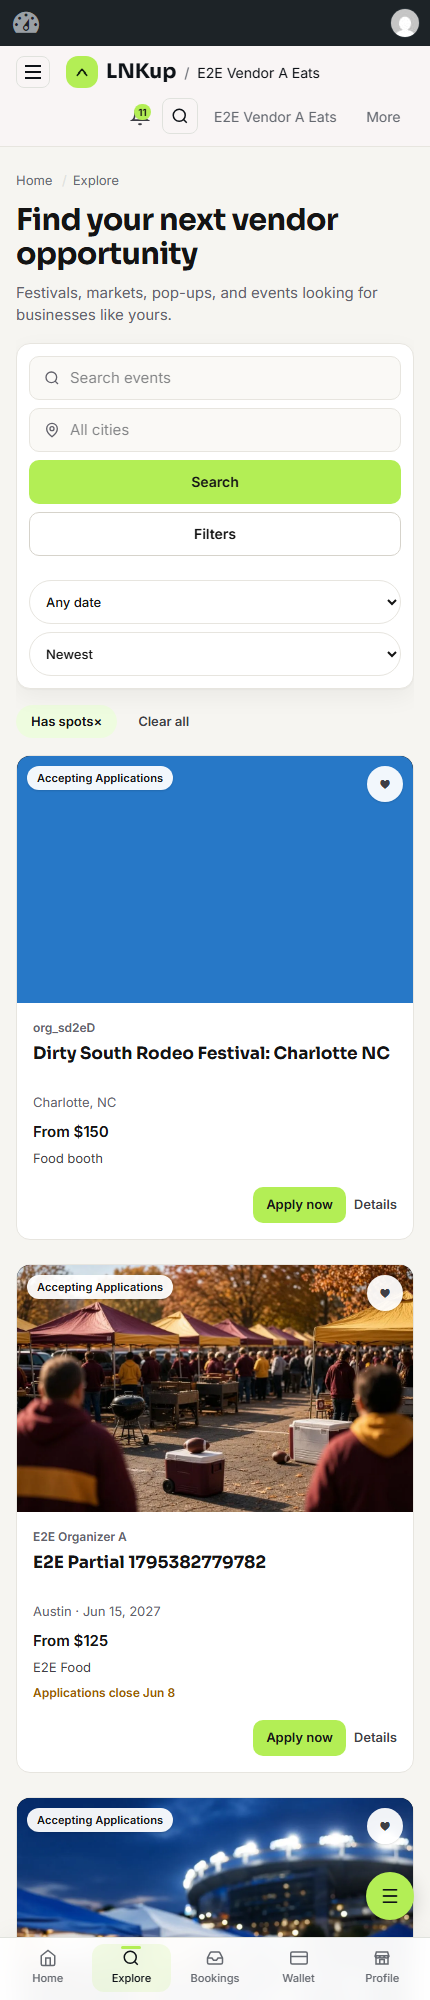 LNKup / E2E Vendor A Eats
11
E2E Vendor A Eats
More
Home / Explore
Find your next vendor
opportunity
Festivals, markets, pop-ups, and events looking for
businesses like yours.
Search events
All cities
Search
Filters
Any date
Newest
Has spots×
Clear all
Accepting Applications
org_sd2eD
Dirty South Rodeo Festival: Charlotte NC
Charlotte, NC
From $150
Food booth
Apply now
Details
Accepting Applications
E2E Organizer A
E2E Partial 1795382779782
Austin · Jun 15, 2027
From $125
E2E Food
Applications close Jun 8
Apply now
Details
Accepting Applications
Home
Explore
Bookings
Wallet
Profile